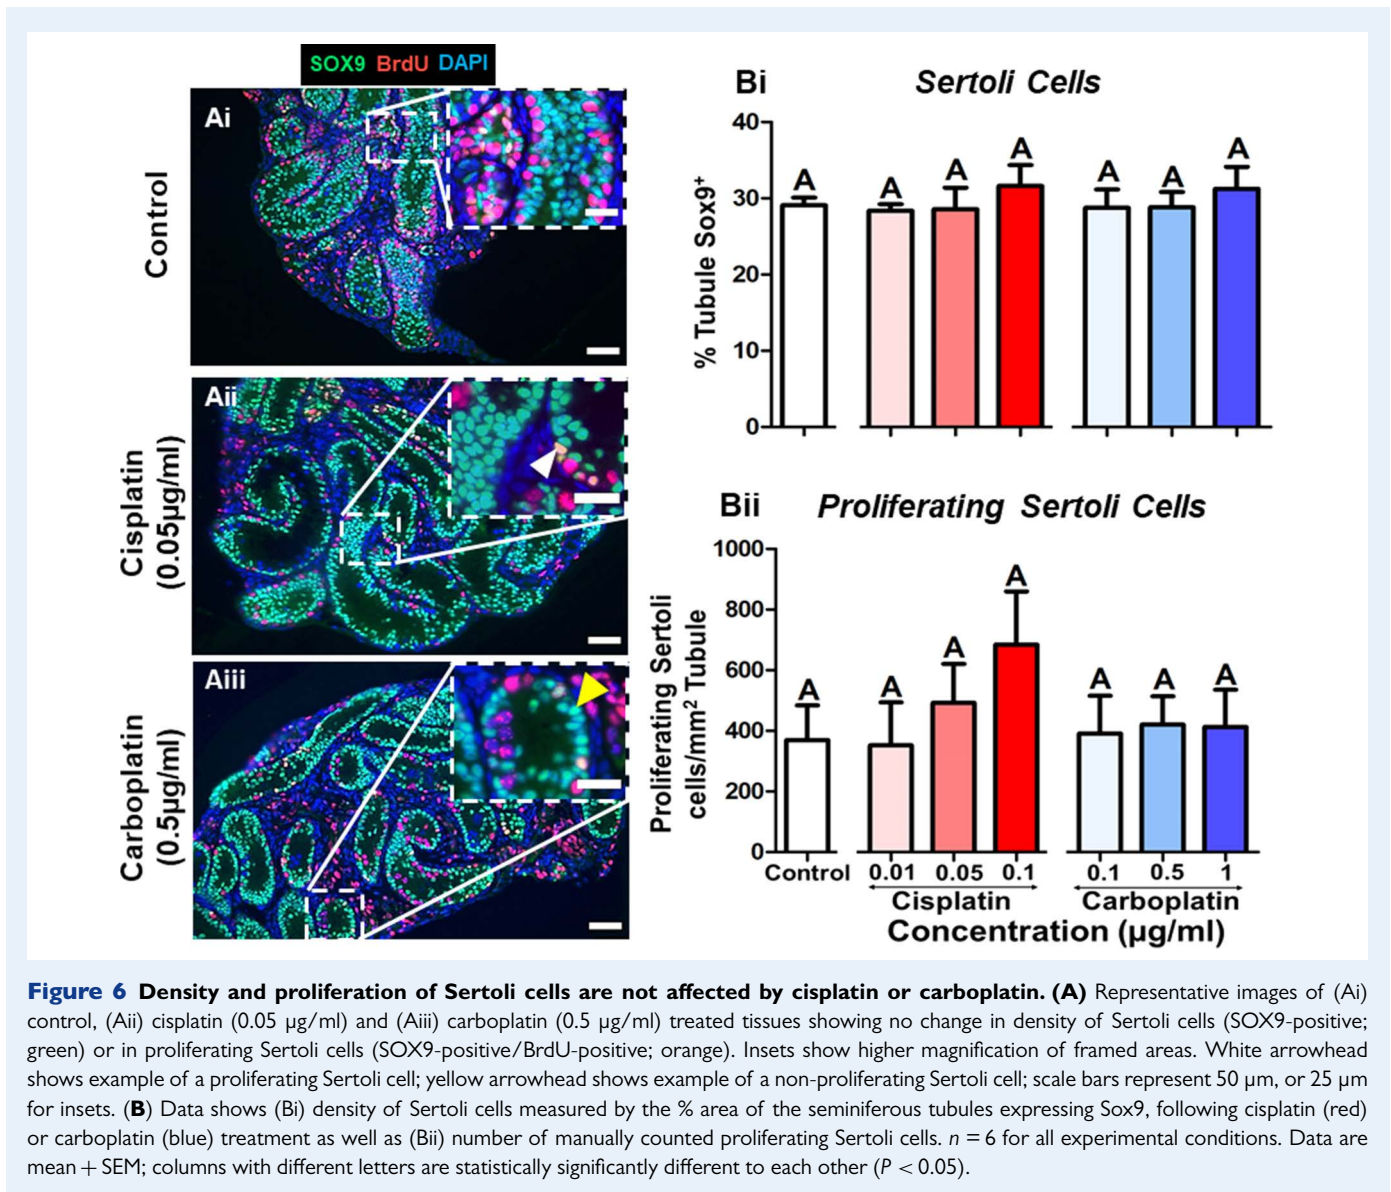 SOX9 BrdU DAPI
Ai
Control
Aii
Cisplatin
(0.05µg/ml)
Aiii
Carboplatin
(0.5µg/ml)
Bi Sertoli Cells
% Tubule Sox9⁺
40
30
20
10
0
A
A
A
A
A
A
A
Bii Proliferating Sertoli Cells
Proliferating Sertoli
cells/mm² Tubule
1000
800
600
400
200
0
A
A
A
A
A
A
A
Control 0.01 0.05 0.1 0.1 0.5 1
Cisplatin Carboplatin
Concentration (µg/ml)
Figure 6 Density and proliferation of Sertoli cells are not affected by cisplatin or carboplatin. (A) Representative images of (Ai)
control, (Aii) cisplatin (0.05 µg/ml) and (Aiii) carboplatin (0.5 µg/ml) treated tissues showing no change in density of Sertoli cells (SOX9-positive;
green) or in proliferating Sertoli cells (SOX9-positive/BrdU-positive; orange). Insets show higher magnification of framed areas. White arrowhead
shows example of a proliferating Sertoli cell; yellow arrowhead shows example of a non-proliferating Sertoli cell; scale bars represent 50 µm, or 25 µm
for insets. (B) Data shows (Bi) density of Sertoli cells measured by the % area of the seminiferous tubules expressing Sox9, following cisplatin (red)
or carboplatin (blue) treatment as well as (Bii) number of manually counted proliferating Sertoli cells. n = 6 for all experimental conditions. Data are
mean + SEM; columns with different letters are statistically significantly different to each other (P < 0.05).